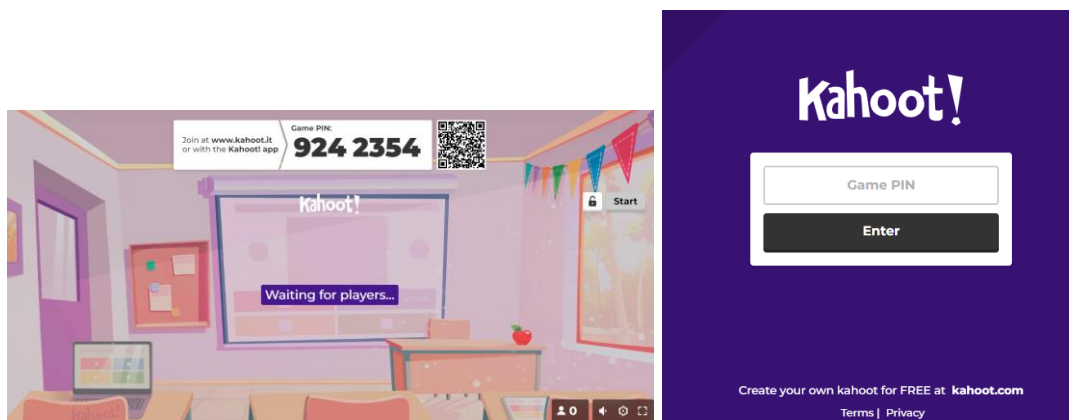 Join at www.kahoot.it
or with the Kahoot! app
Game PIN:
924 2354
Kahoot!
Start
Waiting for players...
Kahoot!
0
Kahoot!
Game PIN
Enter
Create your own kahoot for FREE at kahoot.com
Terms | Privacy